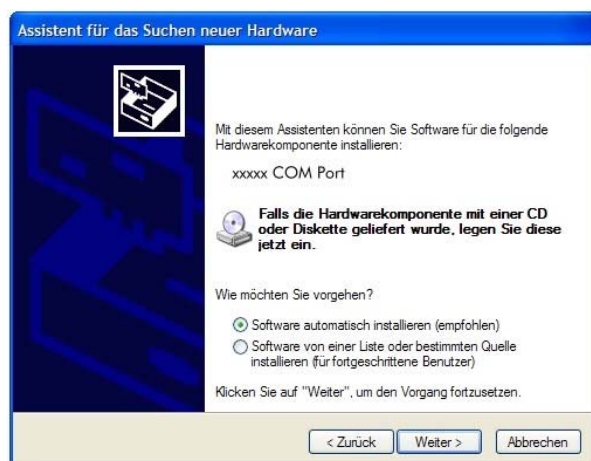 Assistent für das Suchen neuer Hardware
Mit diesem Assistenten können Sie Software für die folgende
Hardwarekomponente installieren:
xxxxx COM Port
Falls die Hardwarekomponente mit einer CD
oder Diskette geliefert wurde, legen Sie diese
jetzt ein.
Wie möchten Sie vorgehen?
Software automatisch installieren (empfohlen)
Software von einer Liste oder bestimmten Quelle
installieren (für fortgeschrittene Benutzer)
Klicken Sie auf "Weiter", um den Vorgang fortzusetzen.
< Zurück
Weiter >
Abbrechen